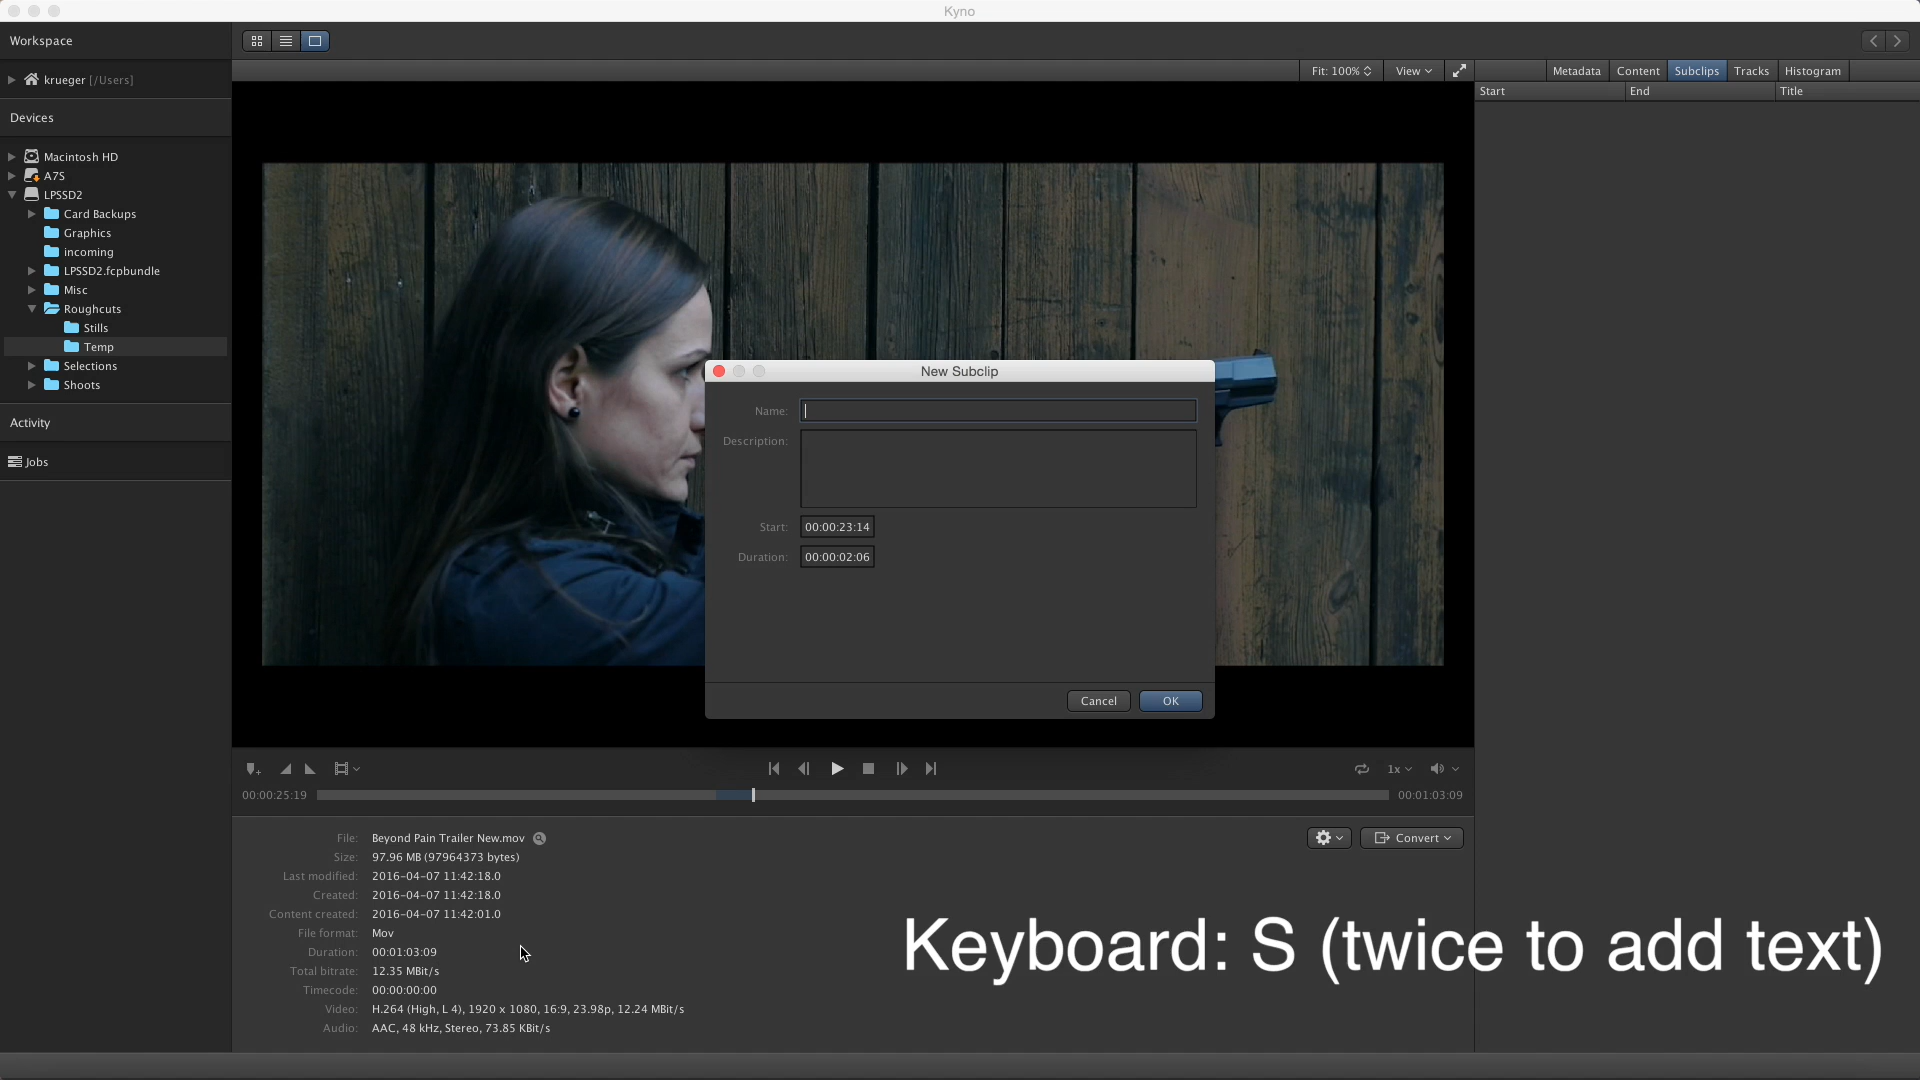 Kyno
Workspace
krueger [/Users]
Devices
Macintosh HD
A7S
LPSSD2
Card Backups
Graphics
incoming
LPSSD2.fcpbundle
Misc
Roughcuts
Stills
Temp
Selections
Shoots
Activity
Jobs
Fit: 100% View
Metadata Content Subclips Tracks Histogram
Start End Title
New Subclip
Name:
Description:
Start: 00:00:23:14
Duration: 00:00:02:06
Cancel OK
1x
00:00:25:19 00:01:03:09
File: Beyond Pain Trailer New.mov
Convert
Size: 97.96 MB (97964373 bytes)
Last modified: 2016-04-07 11:42:18.0
Created: 2016-04-07 11:42:18.0
Content created: 2016-04-07 11:42:01.0
File format: Mov
Duration: 00:01:03:09
Total bitrate: 12.35 MBit/s
Timecode: 00:00:00:00
Video: H.264 (High, L 4), 1920 x 1080, 16:9, 23.98p, 12.24 MBit/s
Audio: AAC, 48 kHz, Stereo, 73.85 KBit/s
Keyboard: S (twice to add text)